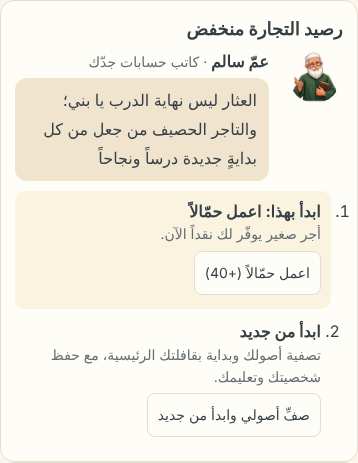 رصيد التجارة منخفض
عمّ سالم · كاتب حسابات جدّك
العثار ليس نهاية الدرب يا بني؛
والتاجر الحصيف من جعل من كل
بدايةٍ جديدة درساً ونجاحاً
1. ابدأ بهذا: اعمل حمّالاً
أجر صغير يوفّر لك نقداً الآن.
اعمل حمّالاً (+40)
2. ابدأ من جديد
تصفية أصولك وبداية بقافلتك الرئيسية، مع حفظ
شخصيتك وتعليمك.
صفِّ أصولي وابدأ من جديد